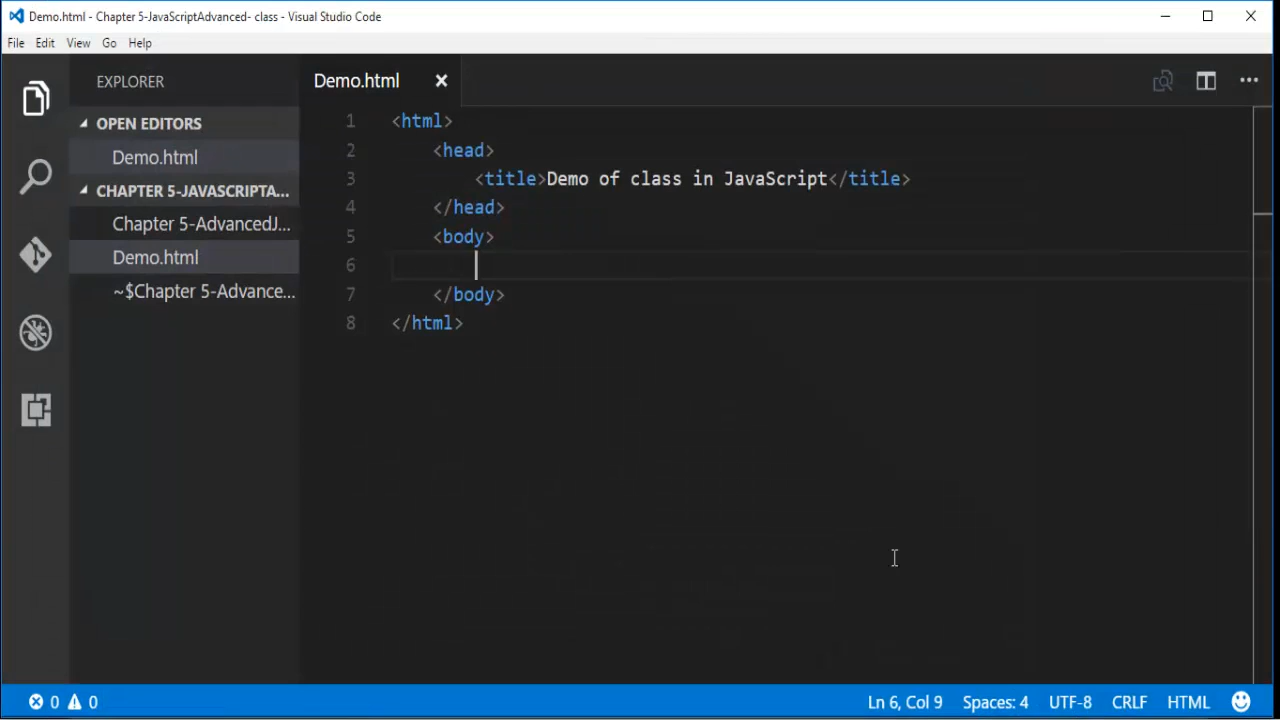 Demo.html - Chapter 5-JavaScriptAdvanced- class - Visual Studio Code
File Edit View Go Help
EXPLORER
OPEN EDITORS
Demo.html
CHAPTER 5-JAVASCRIPTA...
Chapter 5-AdvancedJ...
Demo.html
~$Chapter 5-Advance...
Demo.html
1 <html>
2 <head>
3 <title>Demo of class in JavaScript</title>
4 </head>
5 <body>
6
7 </body>
8 </html>
0 0 Ln 6, Col 9 Spaces: 4 UTF-8 CRLF HTML